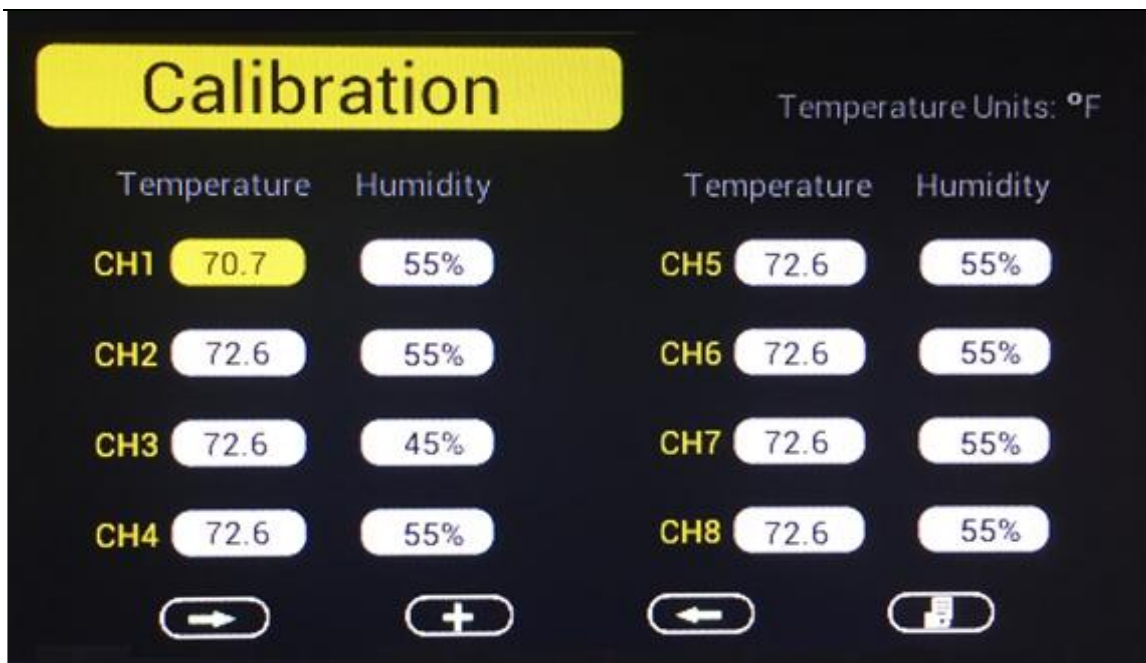 Calibration
Temperature Units: °F
Temperature Humidity Temperature Humidity
CH1 70.7 55% CH5 72.6 55%
CH2 72.6 55% CH6 72.6 55%
CH3 72.6 45% CH7 72.6 55%
CH4 72.6 55% CH8 72.6 55%